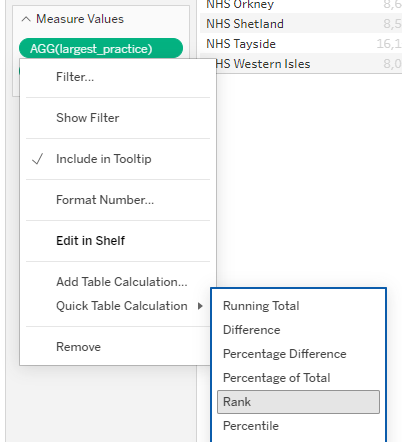 Measure Values
AGG(largest_practice)
NHS Orkney 8,6
NHS Shetland 8,
NHS Tayside 16,1
NHS Western Isles 8,0
Filter...
Show Filter
Include in Tooltip
Format Number...
Edit in Shelf
Add Table Calculation...
Quick Table Calculation
Remove
Running Total
Difference
Percentage Difference
Percentage of Total
Rank
Percentile